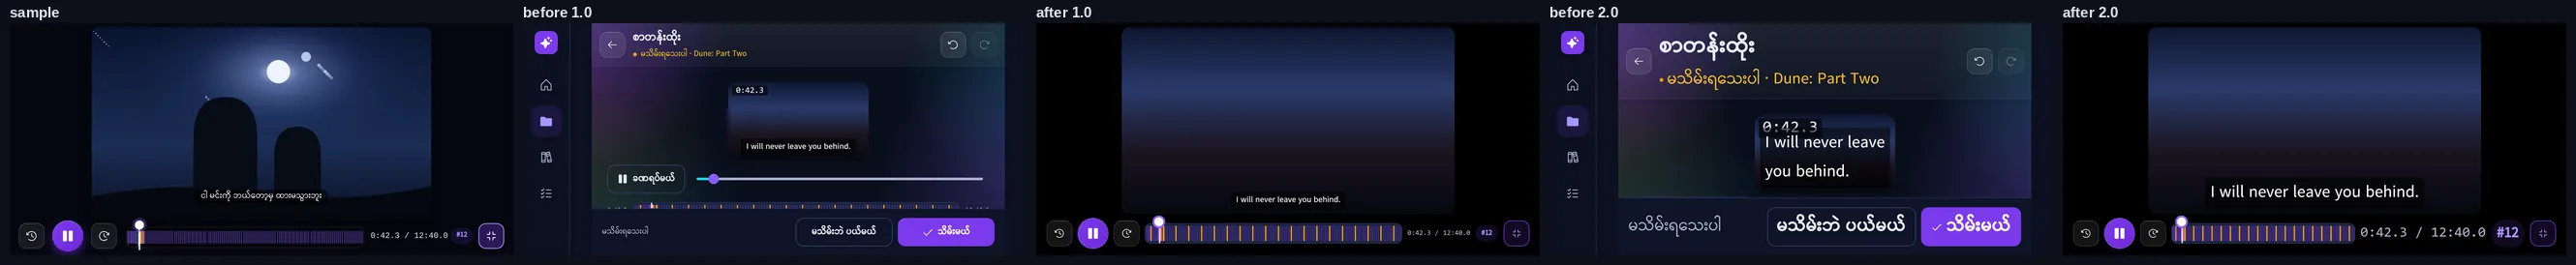 sample
ငါ မင်းကို ဘယ်တော့မှ ထားမသွားဘူး
0:42.3 / 12:40.0 #12
before 1.0
စာတန်းထိုး
• မသိမ်းရသေးပါ · Dune: Part Two
0:42.3
I will never leave you behind.
ခဏရပ်မယ်
မသိမ်းရသေးပါ
မသိမ်းဘဲ ပယ်မယ်
သိမ်းမယ်
after 1.0
I will never leave you behind.
0:42.3 / 12:40.0 #12
before 2.0
စာတန်းထိုး
• မသိမ်းရသေးပါ · Dune: Part Two
0:42.3
I will never leave
you behind.
မသိမ်းရသေးပါ
မသိမ်းဘဲ ပယ်မယ်
သိမ်းမယ်
after 2.0
I will never leave you behind.
0:42.3 / 12:40.0 #12